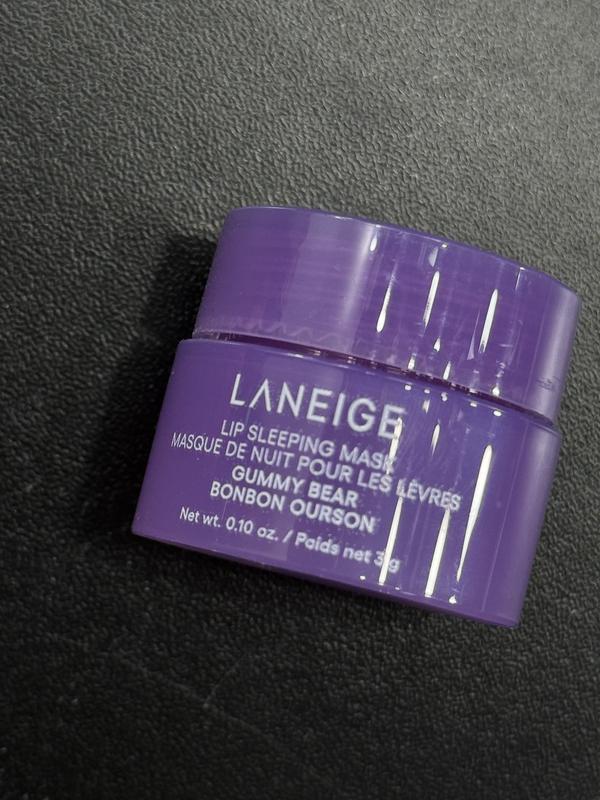 LANEIGE
LIP SLEEPING MASK
MASQUE DE NUIT POUR LES LÈVRES
GUMMY BEAR
BONBON OURSON
Net wt. 0.10 oz. / Poids net 3 g